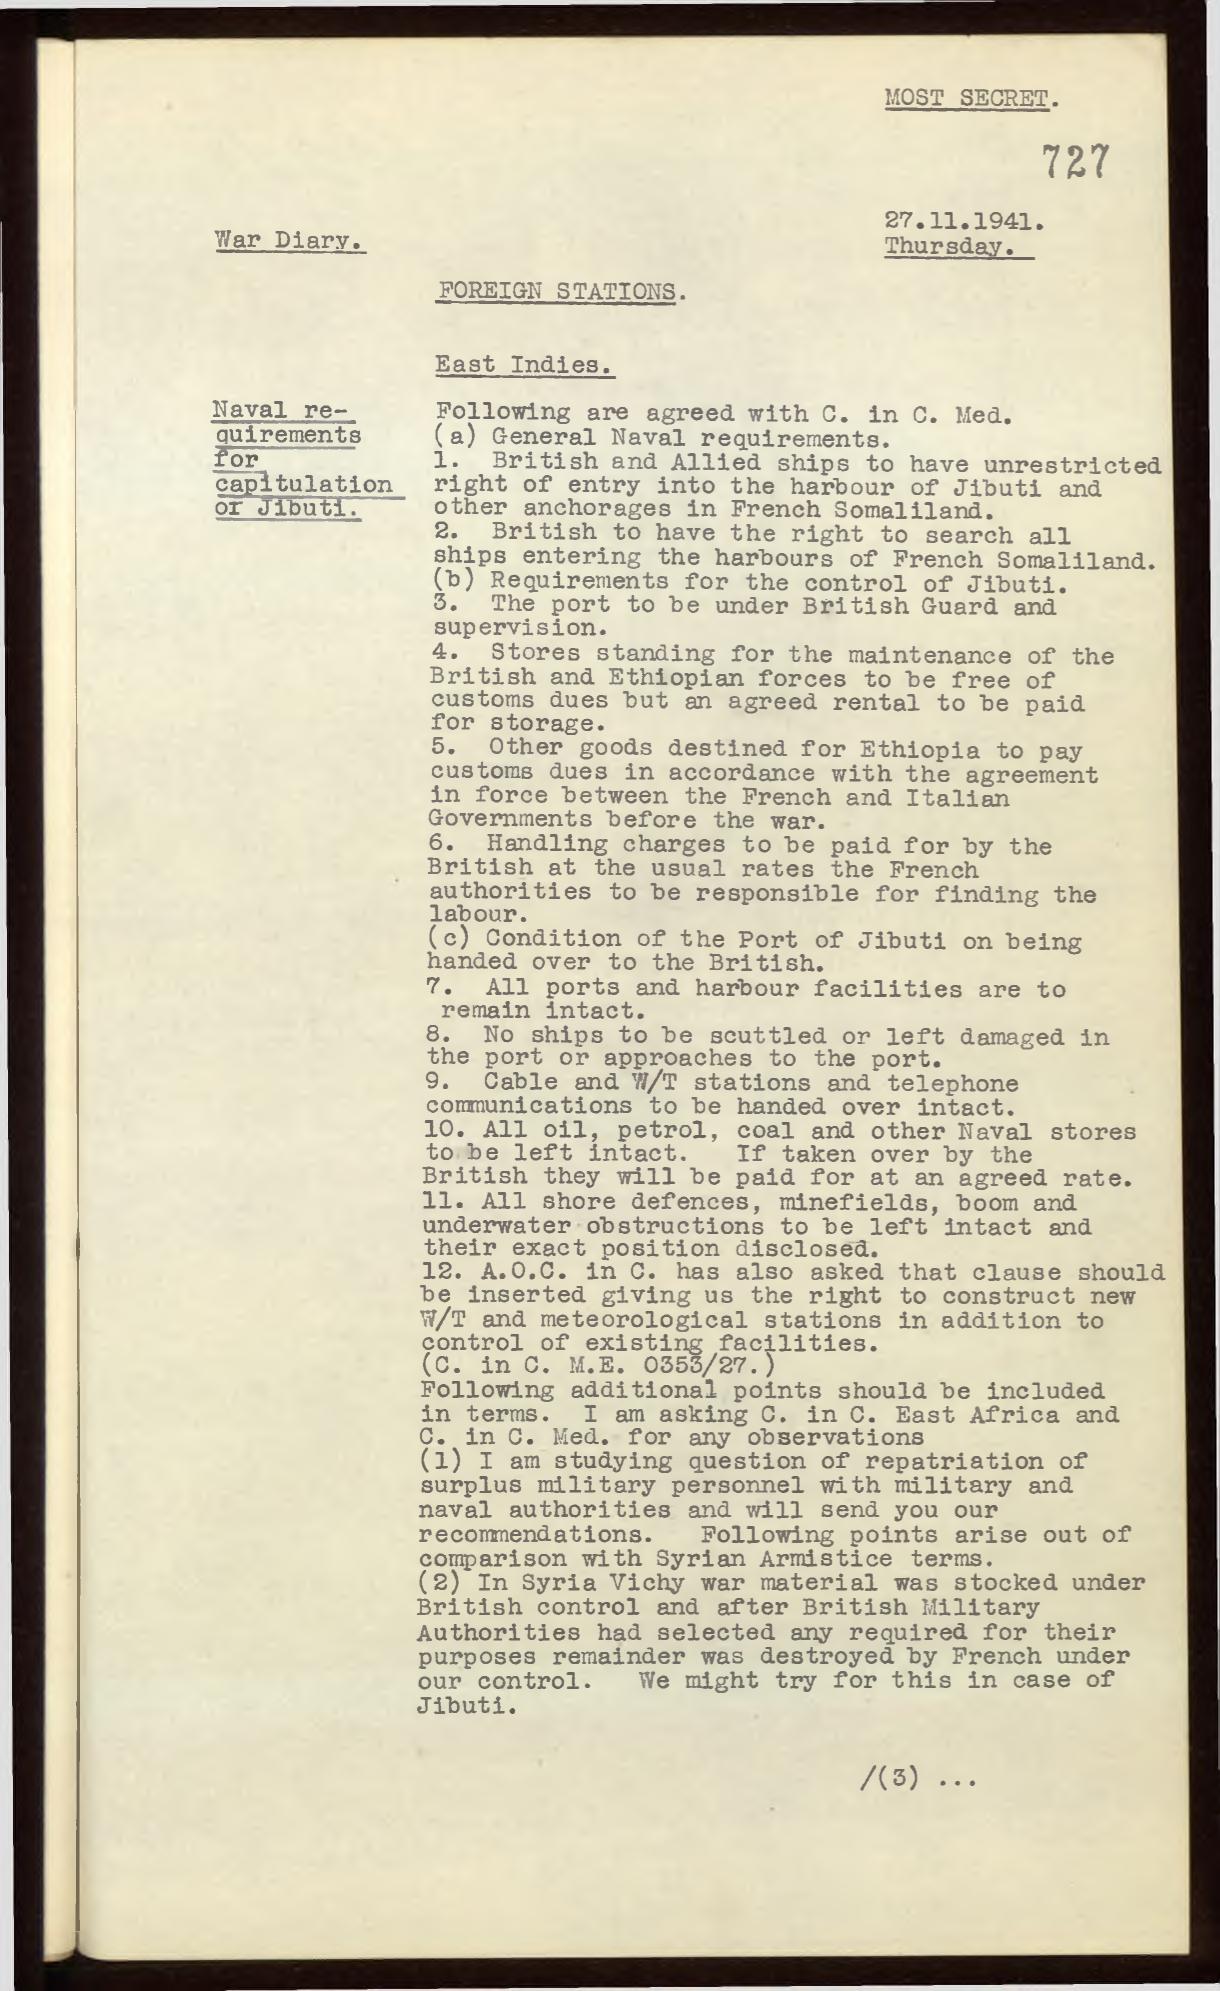 MOST SECRET.
727
27.11.1941.
Thursday.
War Diary.
FOREIGN STATIONS.
East Indies.
Naval re-
quirements
for
capitulation
of Jibuti.
Following are agreed with C. in C. Med.
(a) General Naval requirements.
1. British and Allied ships to have unrestricted
right of entry into the harbour of Jibuti and
other anchorages in French Somaliland.
2. British to have the right to search all
ships entering the harbours of French Somaliland.
(b) Requirements for the control of Jibuti.
3. The port to be under British Guard and
supervision.
4. Stores standing for the maintenance of the
British and Ethiopian forces to be free of
customs dues but an agreed rental to be paid
for storage.
5. Other goods destined for Ethiopia to pay
customs dues in accordance with the agreement
in force between the French and Italian
Governments before the war.
6. Handling charges to be paid for by the
British at the usual rates the French
authorities to be responsible for finding the
labour.
(c) Condition of the Port of Jibuti on being
handed over to the British.
7. All ports and harbour facilities are to
remain intact.
8. No ships to be scuttled or left damaged in
the port or approaches to the port.
9. Cable and W/T stations and telephone
communications to be handed over intact.
10. All oil, petrol, coal and other Naval stores
to be left intact. If taken over by the
British they will be paid for at an agreed rate.
11. All shore defences, minefields, boom and
underwater obstructions to be left intact and
their exact position disclosed.
12. A.O.C. in C. has also asked that clause should
be inserted giving us the right to construct new
W/T and meteorological stations in addition to
control of existing facilities.
(C. in C. M.E. 0353/27.)
Following additional points should be included
in terms. I am asking C. in C. East Africa and
C. in C. Med. for any observations
(1) I am studying question of repatriation of
surplus military personnel with military and
naval authorities and will send you our
recommendations. Following points arise out of
comparison with Syrian Armistice terms.
(2) In Syria Vichy war material was stocked under
British control and after British Military
Authorities had selected any required for their
purposes remainder was destroyed by French under
our control. We might try for this in case of
Jibuti.
/(3) ...